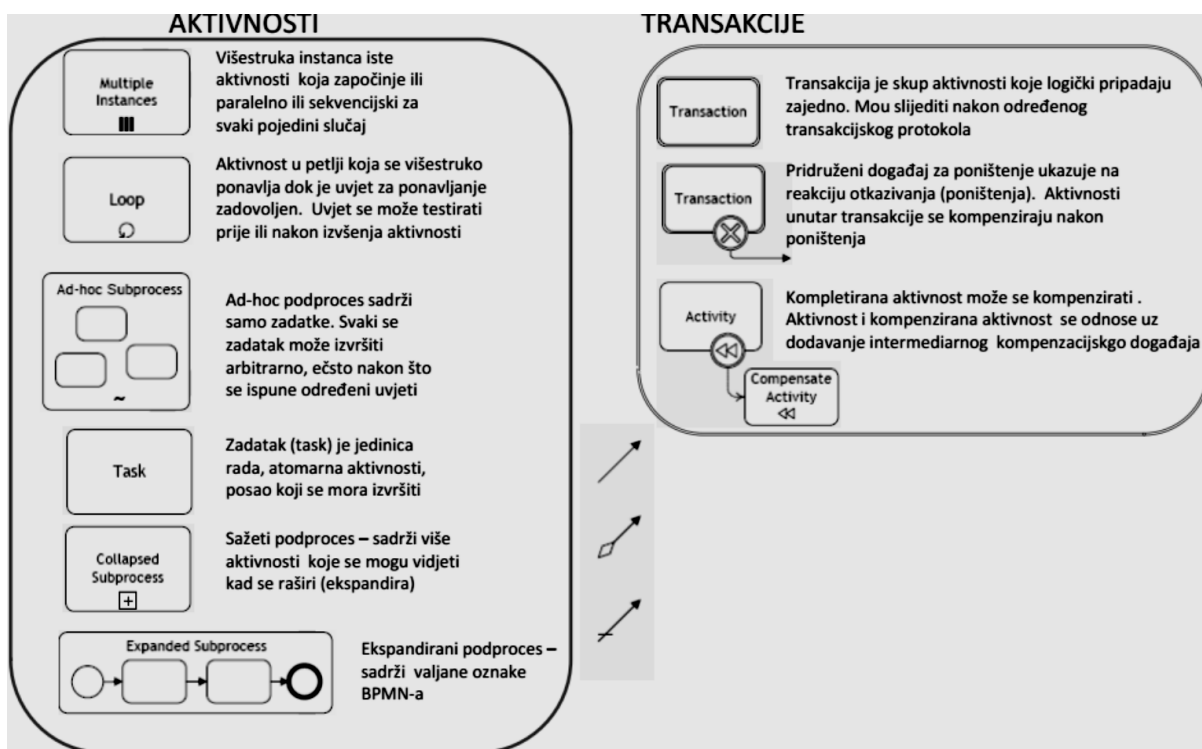 AKTIVNOSTI
Multiple
Instances
Višestruka instanca iste
aktivnosti koja započinje ili
paralelno ili sekvencijski za
svaki pojedini slučaj
Loop
Aktivnost u petlji koja se višestruko
ponavlja dok je uvjet za ponavljanje
zadovoljen. Uvjet se može testirati
prije ili nakon izvšenja aktivnosti
Ad-hoc Subprocess
~
Ad-hoc podproces sadrži
samo zadatke. Svaki se
zadatak može izvršiti
arbitrarno, ečsto nakon što
se ispune određeni uvjeti
Task
Zadatak (task) je jedinica
rada, atomarna aktivnosti,
posao koji se mora izvršiti
Collapsed
Subprocess
+
Sažeti podproces – sadrži više
aktivnosti koje se mogu vidjeti
kad se raširi (ekspandira)
Expanded Subprocess
Ekspandirani podproces –
sadrži valjane oznake
BPMN-a
TRANSAKCIJE
Transaction
Transakcija je skup aktivnosti koje logički pripadaju
zajedno. Mou slijediti nakon određenog
transakcijskog protokola
Transaction
Pridruženi događaj za poništenje ukazuje na
reakciju otkazivanja (poništenja). Aktivnosti
unutar transakcije se kompenziraju nakon
poništenja
Activity
Kompletirana aktivnost može se kompenzirati .
Aktivnost i kompenzirana aktivnost se odnose uz
dodavanje intermediarnog kompenzacijskgo događaja
Compensate
Activity